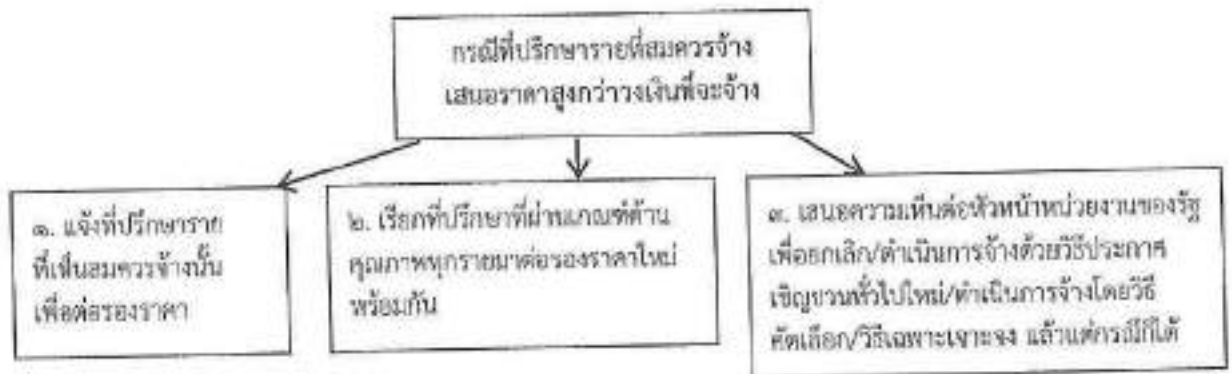 กรณีที่ปรึกษารายที่สมควรจ้าง
เสนอราคาสูงกว่าวงเงินที่จะจ้าง
๑. แจ้งที่ปรึกษาราย
ที่เห็นสมควรจ้างนั้น
เพื่อต่อรองราคา
๒. เรียกที่ปรึกษาที่ผ่านเกณฑ์ด้าน
คุณภาพทุกรายมาต่อรองราคาใหม่
พร้อมกัน
๓. เสนอความเห็นต่อหัวหน้าหน่วยงานของรัฐ
เพื่อยกเลิก/ดำเนินการจ้างด้วยวิธีประกาศ
เชิญชวนทั่วไปใหม่/ดำเนินการจ้างโดยวิธี
คัดเลือก/วิธีเฉพาะเจาะจง แล้วแต่กรณีก็ได้